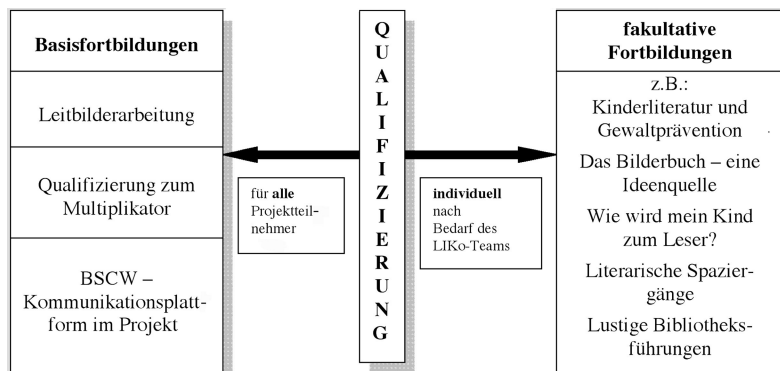 Basisfortbildungen
Leitbilderarbeitung
Qualifizierung zum
Multiplikator
BSCW –
Kommunikationsplatt-
form im Projekt
für alle
Projektteil-
nehmer
QUALIFIZIERUNG
individuell
nach
Bedarf des
LIKo-Teams
fakultative
Fortbildungen
z.B.:
Kinderliteratur und
Gewaltprävention
Das Bilderbuch – eine
Ideenquelle
Wie wird mein Kind
zum Leser?
Literarische Spazier-
gänge
Lustige Bibliotheks-
führungen